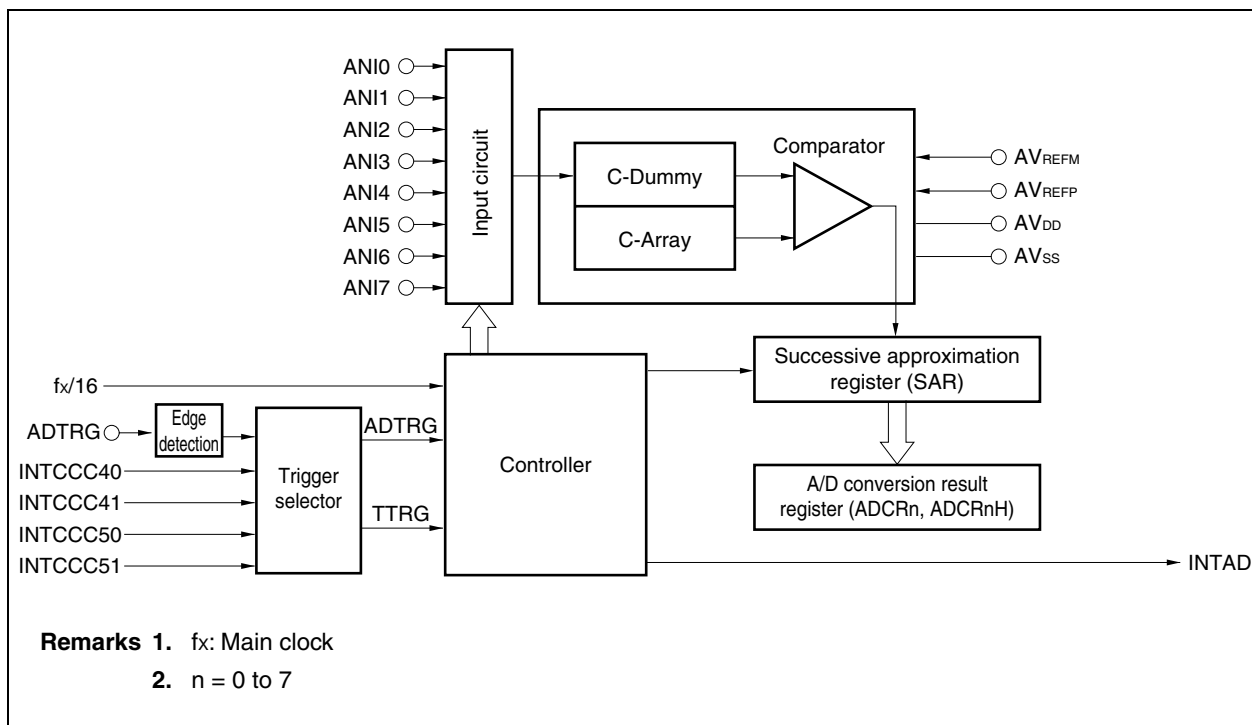 ANI0
ANI1
ANI2
ANI3
ANI4
ANI5
ANI6
ANI7
Input circuit
C-Dummy
C-Array
Comparator
AVREFM
AVREFP
AVDD
AVSS
fx/16
ADTRG
Edge
detection
INTCCC40
INTCCC41
INTCCC50
INTCCC51
Trigger
selector
ADTRG
TTRG
Controller
Successive approximation
register (SAR)
A/D conversion result
register (ADCRn, ADCRnH)
INTAD
Remarks 1. fx: Main clock
2. n = 0 to 7